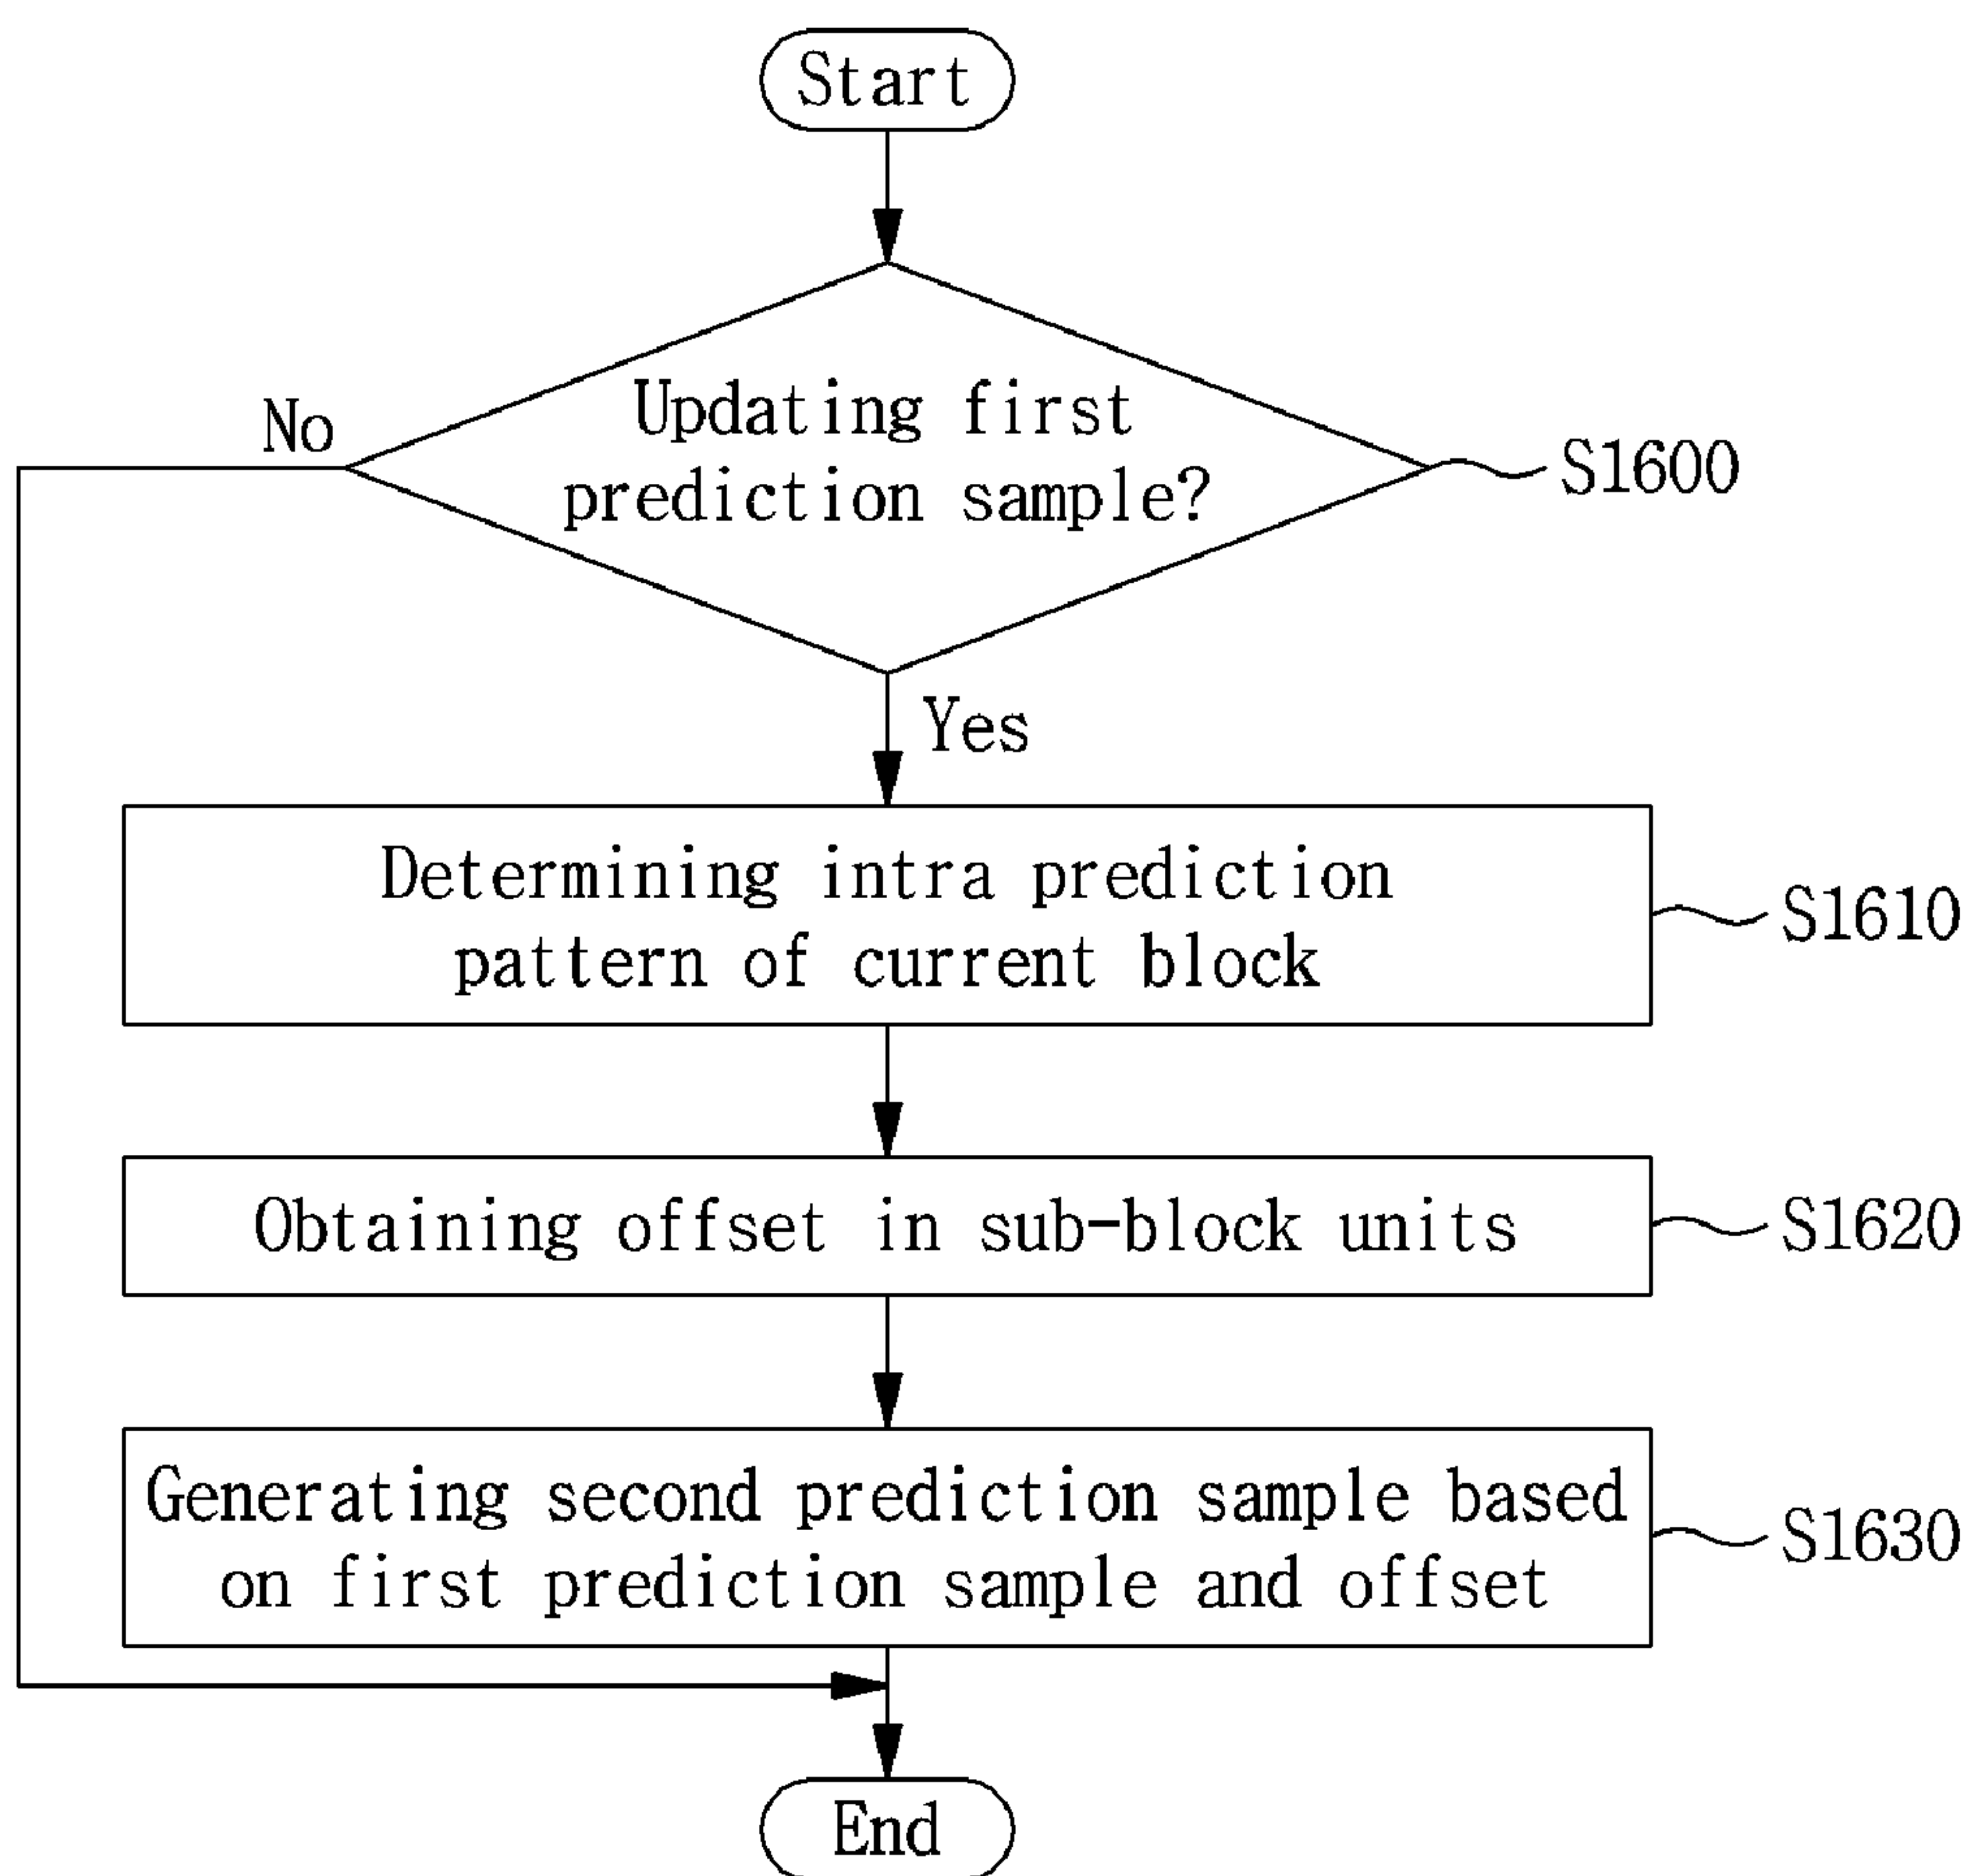 Start
No
Updating first
prediction sample?
S1600
Yes
Determining intra prediction
pattern of current block
S1610
Obtaining offset in sub-block units
S1620
Generating second prediction sample based
on first prediction sample and offset
S1630
End